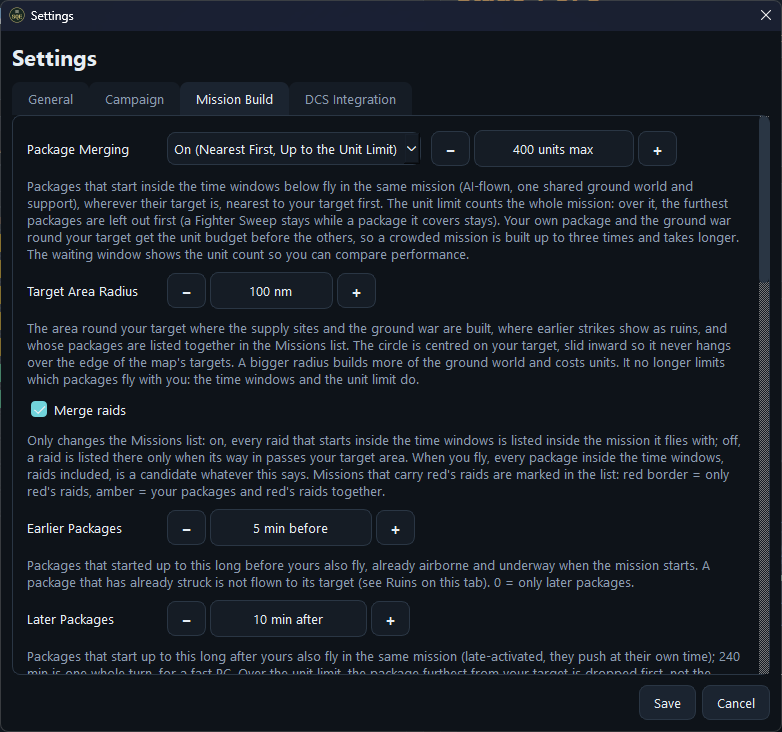 Settings
Settings
General
Campaign
Mission Build
DCS Integration
Package Merging
On (Nearest First, Up to the Unit Limit)
–
400 units max
+
Packages that start inside the time windows below fly in the same mission (AI-flown, one shared ground world and
support), wherever their target is, nearest to your target first. The unit limit counts the whole mission: over it, the furthest
packages are left out first (a Fighter Sweep stays while a package it covers stays). Your own package and the ground war
round your target get the unit budget before the others, so a crowded mission is built up to three times and takes longer.
The waiting window shows the unit count so you can compare performance.
Target Area Radius
–
100 nm
+
The area round your target where the supply sites and the ground war are built, where earlier strikes show as ruins, and
whose packages are listed together in the Missions list. The circle is centred on your target, slid inward so it never hangs
over the edge of the map's targets. A bigger radius builds more of the ground world and costs units. It no longer limits
which packages fly with you: the time windows and the unit limit do.
Merge raids
Only changes the Missions list: on, every raid that starts inside the time windows is listed inside the mission it flies with; off,
a raid is listed there only when its way in passes your target area. When you fly, every package inside the time windows,
raids included, is a candidate whatever this says. Missions that carry red's raids are marked in the list: red border = only
red's raids, amber = your packages and red's raids together.
Earlier Packages
–
5 min before
+
Packages that started up to this long before yours also fly, already airborne and underway when the mission starts. A
package that has already struck is not flown to its target (see Ruins on this tab). 0 = only later packages.
Later Packages
–
10 min after
+
Packages that start up to this long after yours also fly in the same mission (late-activated, they push at their own time); 240
min is one whole turn, for a fast PC. Over the unit limit, the package furthest from your target is dropped first, not the
Save
Cancel